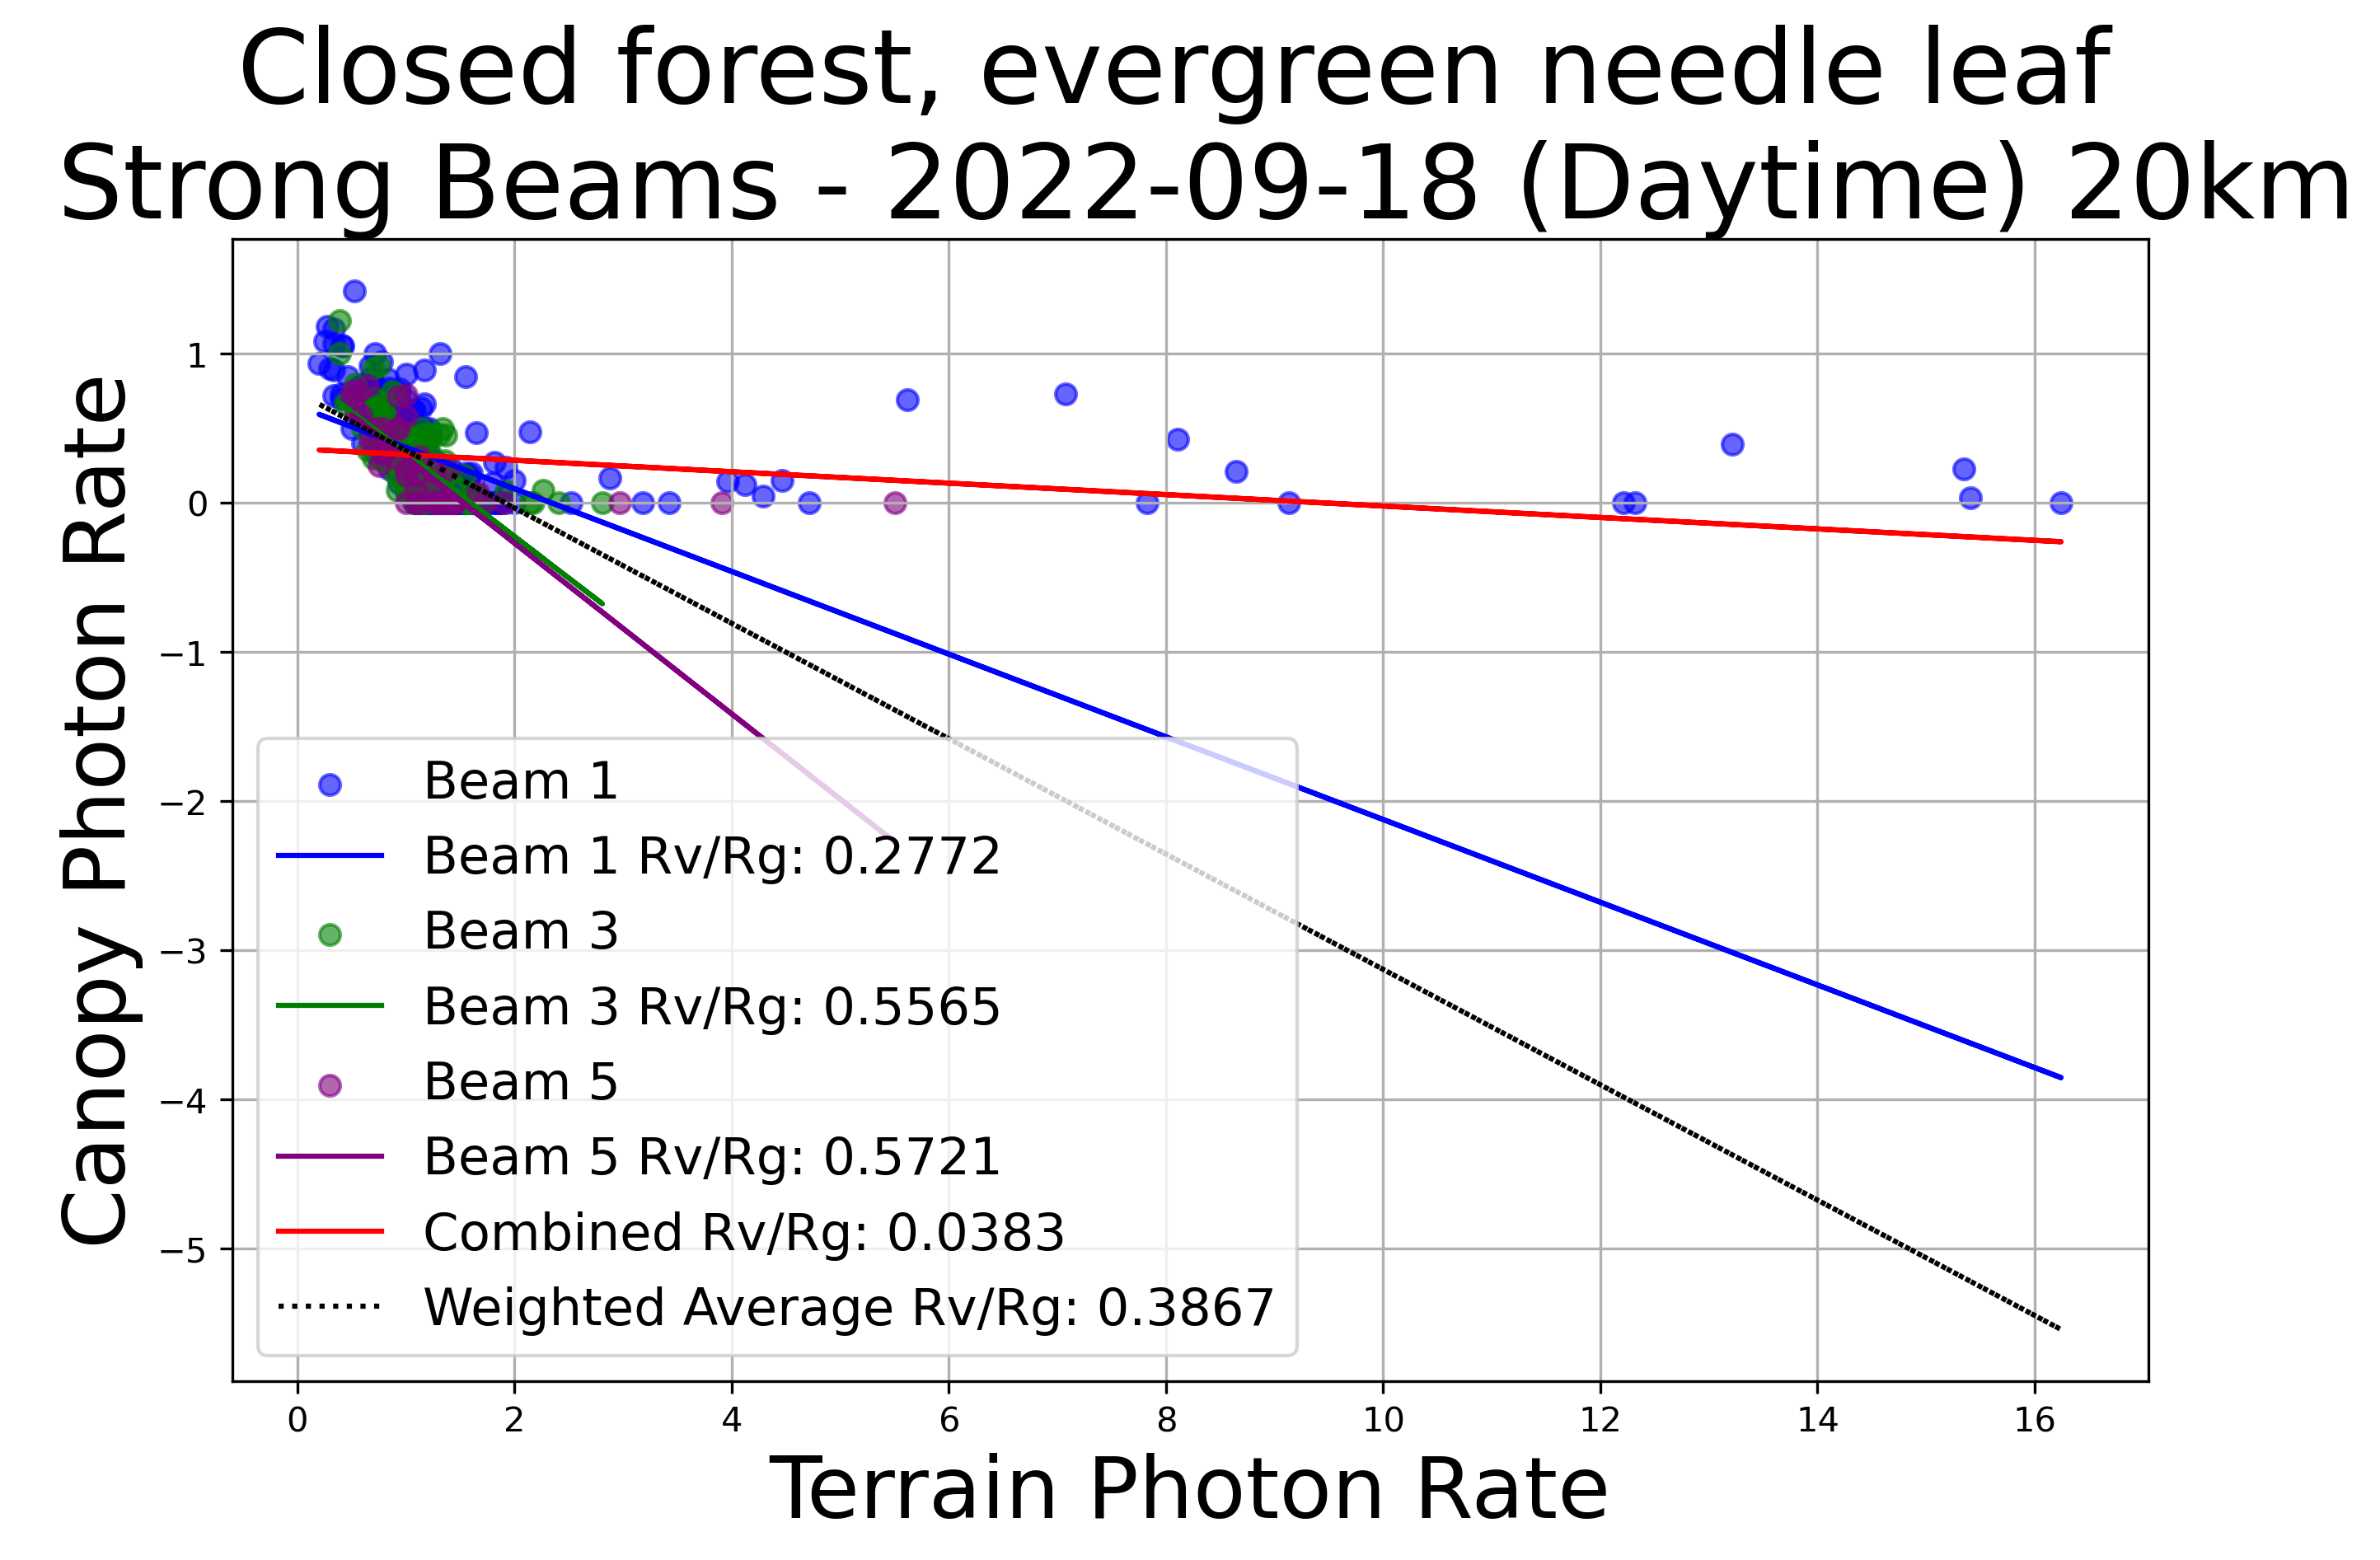 Closed forest, evergreen needle leaf
Strong Beams - 2022-09-18 (Daytime) 20km
Canopy Photon Rate
1
0
−1
−2
−3
−4
−5
Beam 1
Beam 1 Rv/Rg: 0.2772
Beam 3
Beam 3 Rv/Rg: 0.5565
Beam 5
Beam 5 Rv/Rg: 0.5721
Combined Rv/Rg: 0.0383
Weighted Average Rv/Rg: 0.3867
0 2 4 6 8 10 12 14 16
Terrain Photon Rate